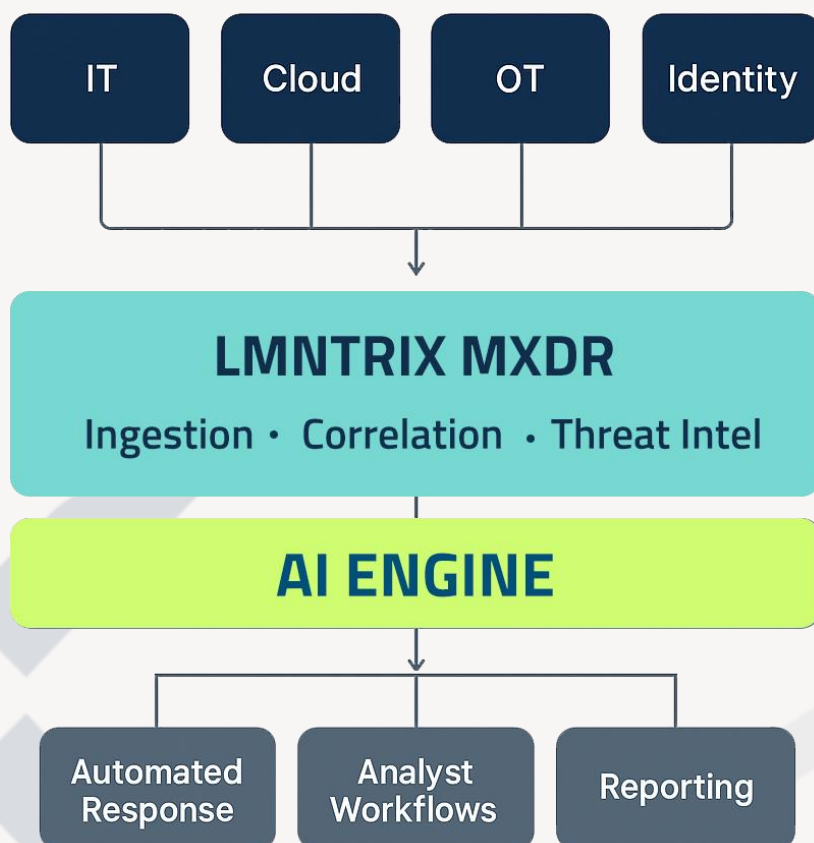 IT
Cloud
OT
Identity
LMNTRIX MXDR
Ingestion · Correlation · Threat Intel
AI ENGINE
Automated
Response
Analyst
Workflows
Reporting